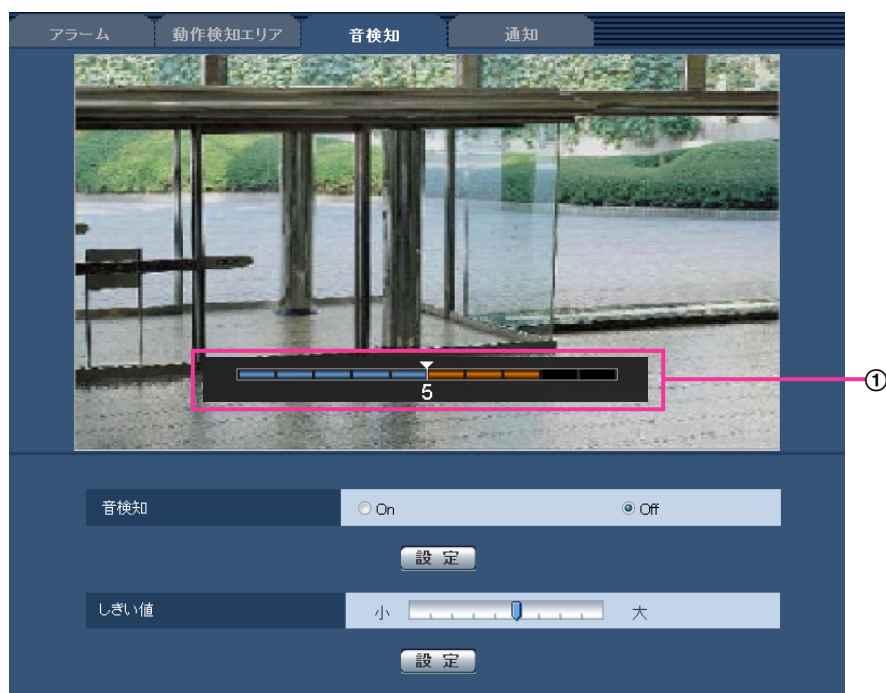 アラーム 動作検知エリア 音検知 通知
5
①
音検知 On Off
設定
しきい値 小 大
設定